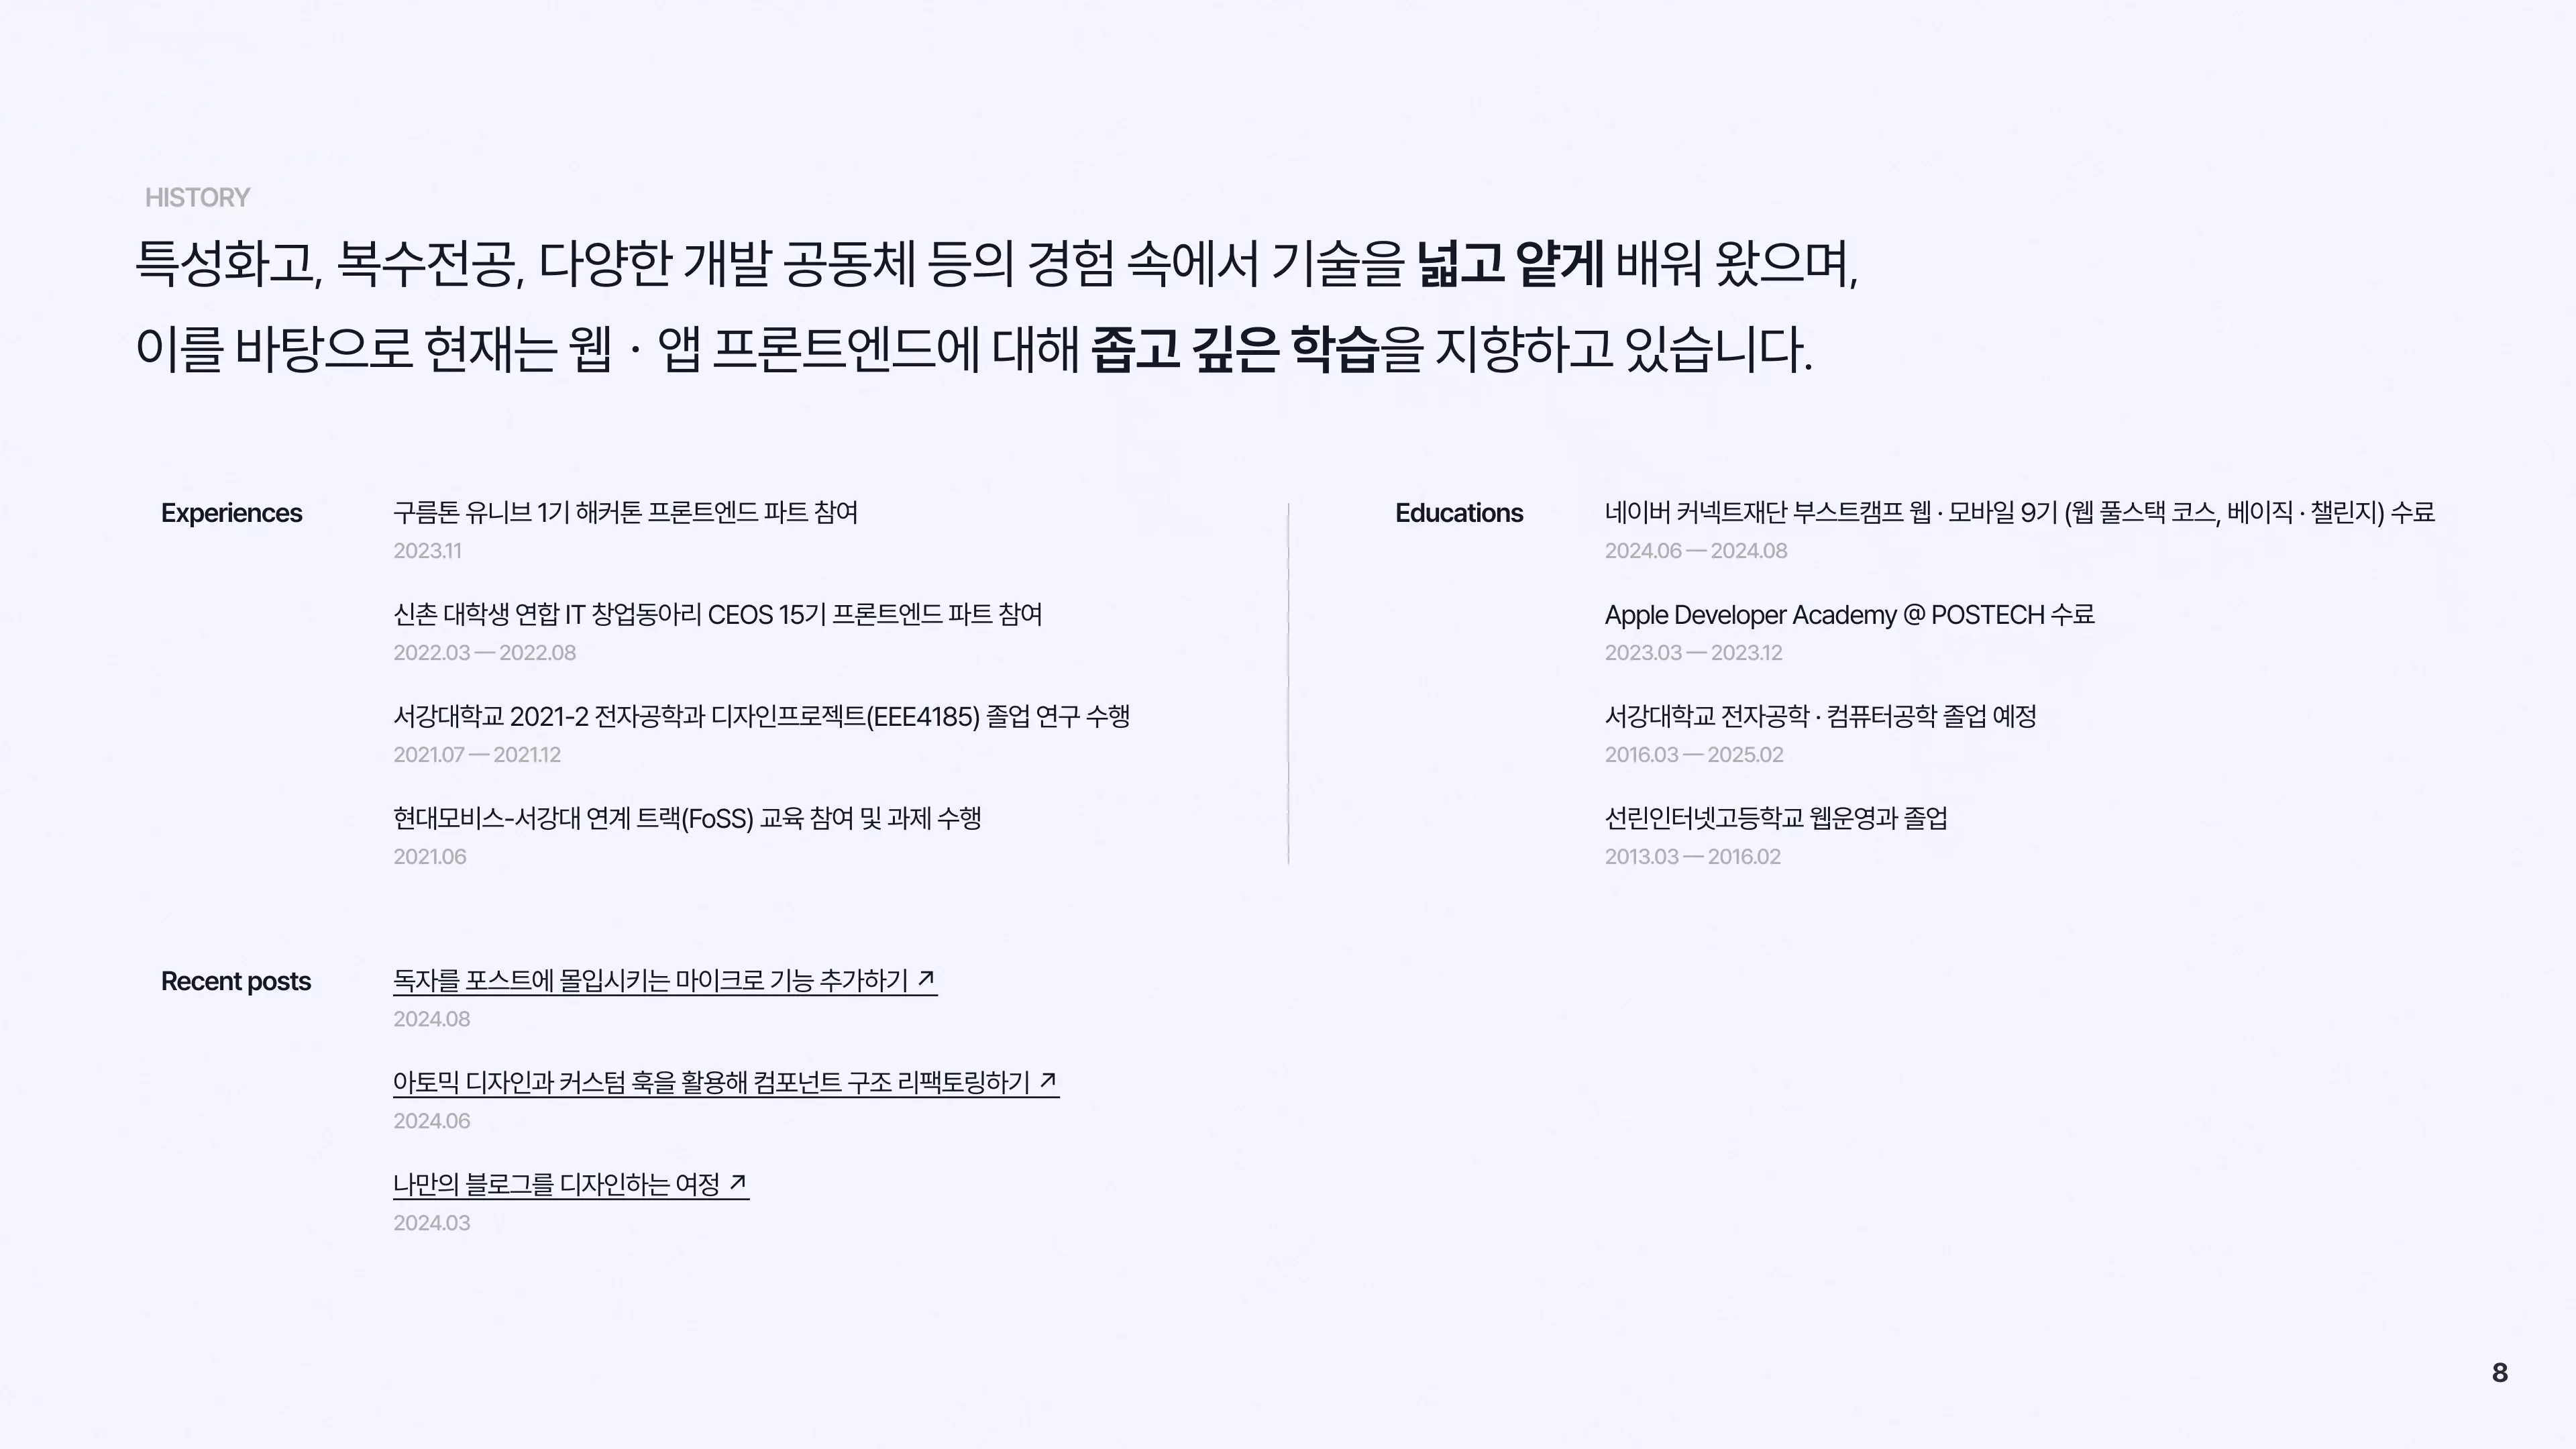 HISTORY
특성화고, 복수전공, 다양한 개발 공동체 등의 경험 속에서 기술을 넓고 얕게 배워 왔으며,
이를 바탕으로 현재는 웹 · 앱 프론트엔드에 대해 좁고 깊은 학습을 지향하고 있습니다.
Experiences
구름톤 유니브 1기 해커톤 프론트엔드 파트 참여
2023.11
신촌 대학생 연합 IT 창업동아리 CEOS 15기 프론트엔드 파트 참여
2022.03 — 2022.08
서강대학교 2021-2 전자공학과 디자인프로젝트(EEE4185) 졸업 연구 수행
2021.07 — 2021.12
현대모비스-서강대 연계 트랙(FoSS) 교육 참여 및 과제 수행
2021.06
Educations
네이버 커넥트재단 부스트캠프 웹 · 모바일 9기 (웹 풀스택 코스, 베이직 · 챌린지) 수료
2024.06 — 2024.08
Apple Developer Academy @ POSTECH 수료
2023.03 — 2023.12
서강대학교 전자공학 · 컴퓨터공학 졸업 예정
2016.03 — 2025.02
선린인터넷고등학교 웹운영과 졸업
2013.03 — 2016.02
Recent posts
독자를 포스트에 몰입시키는 마이크로 기능 추가하기 ↗
2024.08
아토믹 디자인과 커스텀 훅을 활용해 컴포넌트 구조 리팩토링하기 ↗
2024.06
나만의 블로그를 디자인하는 여정 ↗
2024.03
8